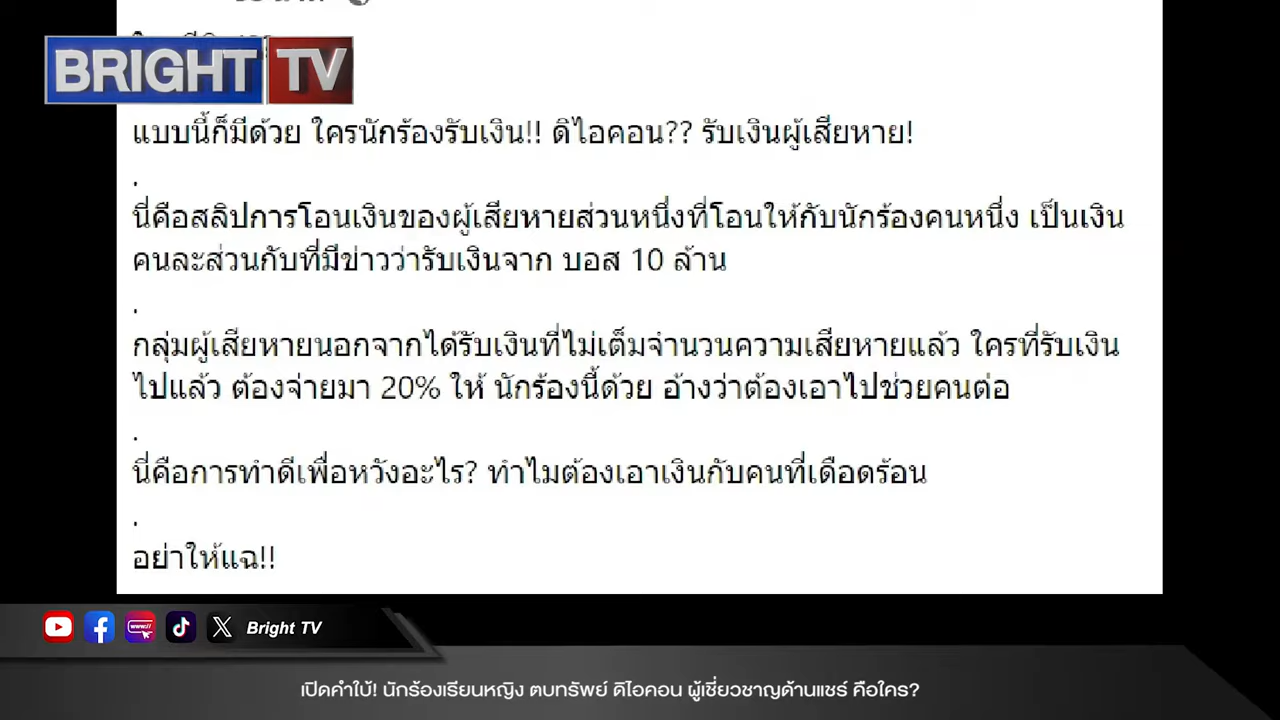 BRIGHT TV
แบบนี้ก็มีด้วย ใครนักร้องรับเงิน!! ดิไอคอน?? รับเงินผู้เสียหาย!
.
นี่คือสลิปการโอนเงินของผู้เสียหายส่วนหนึ่งที่โอนให้กับนักร้องคนหนึ่ง เป็นเงิน
คนละส่วนกับที่มีข่าวว่ารับเงินจาก บอส 10 ล้าน
.
กลุ่มผู้เสียหายนอกจากได้รับเงินที่ไม่เต็มจำนวนความเสียหายแล้ว ใครที่รับเงิน
ไปแล้ว ต้องจ่ายมา 20% ให้ นักร้องนี้ด้วย อ้างว่าต้องเอาไปช่วยคนต่อ
.
นี่คือการทำดีเพื่อหวังอะไร? ทำไมต้องเอาเงินกับคนที่เดือดร้อน
.
อย่าให้แฉ!!
www.//
Bright TV
เปิดคำใบ้! นักร้องเรียนหญิง ตบทรัพย์ ดิไอคอน ผู้เชี่ยวชาญด้านแชร์ คือใคร?